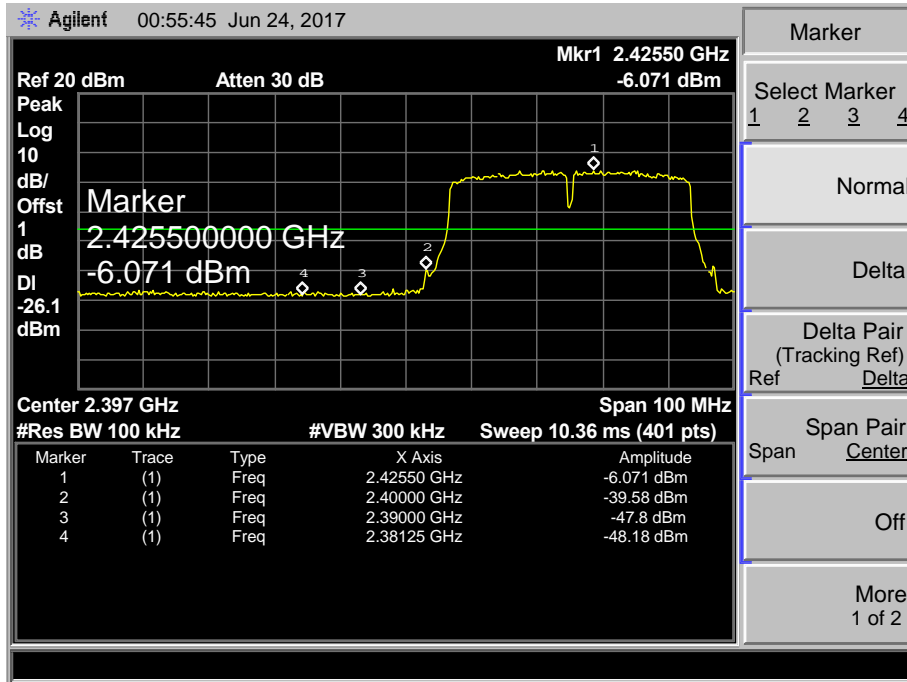 Agilent 00:55:45 Jun 24, 2017
Mkr1 2.42550 GHz
Ref 20 dBm Atten 30 dB -6.071 dBm
Peak
Log
10
dB/
Offst
1
dB
DI
-26.1
dBm
1
2
3
4
Marker
2.425500000 GHz
-6.071 dBm
Center 2.397 GHz Span 100 MHz
#Res BW 100 kHz #VBW 300 kHz Sweep 10.36 ms (401 pts)
Marker Trace Type X Axis Amplitude
1 (1) Freq 2.42550 GHz -6.071 dBm
2 (1) Freq 2.40000 GHz -39.58 dBm
3 (1) Freq 2.39000 GHz -47.8 dBm
4 (1) Freq 2.38125 GHz -48.18 dBm
Marker
Select Marker
1 2 3 4
Normal
Delta
Delta Pair
(Tracking Ref)
Ref Delta
Span Pair
Span Center
Off
More
1 of 2